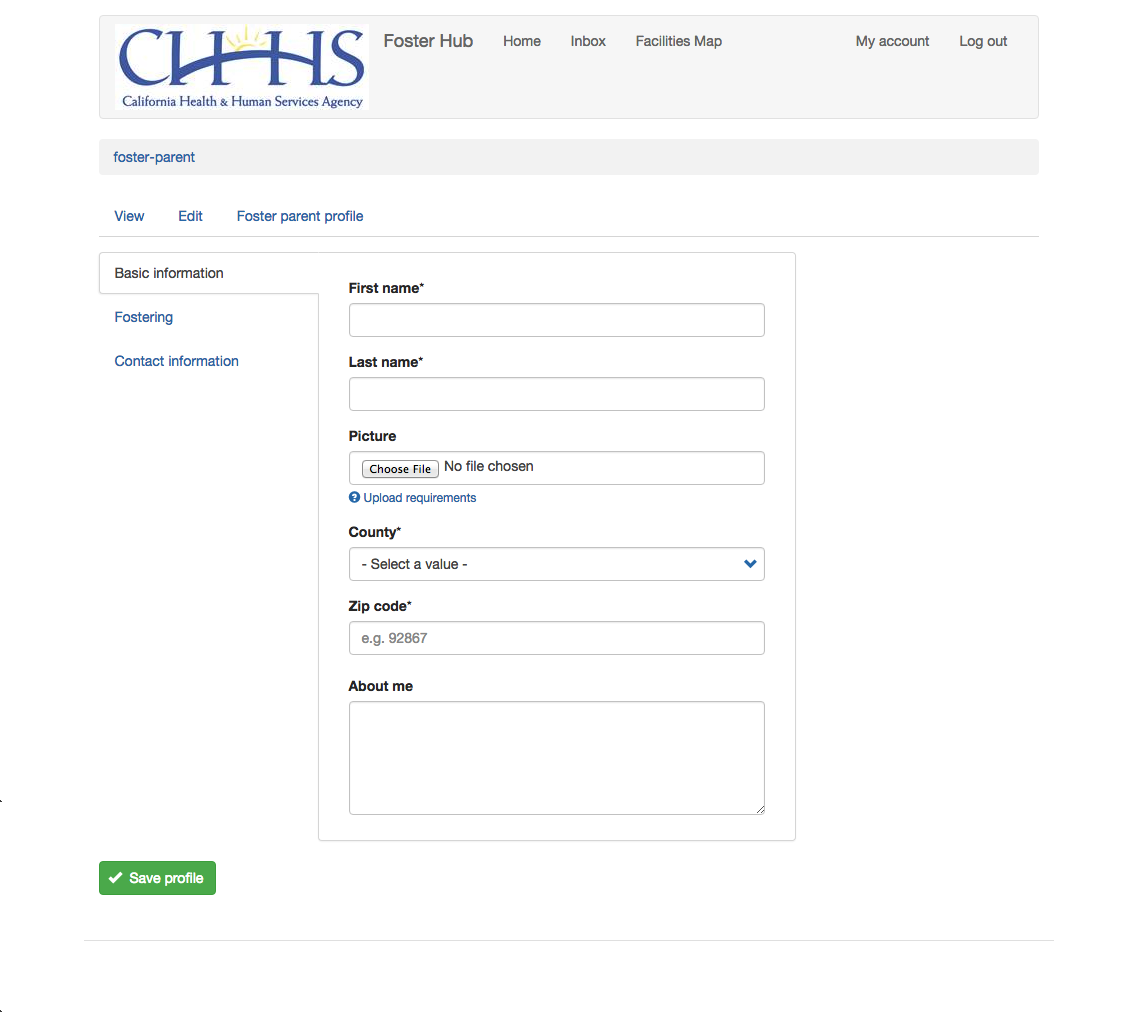 CHHS
California Health & Human Services Agency
Foster Hub Home Inbox Facilities Map My account Log out
foster-parent
View Edit Foster parent profile
Basic information
Fostering
Contact information
First name*
Last name*
Picture
Choose File No file chosen
Upload requirements
County*
- Select a value -
Zip code*
e.g. 92867
About me
Save profile